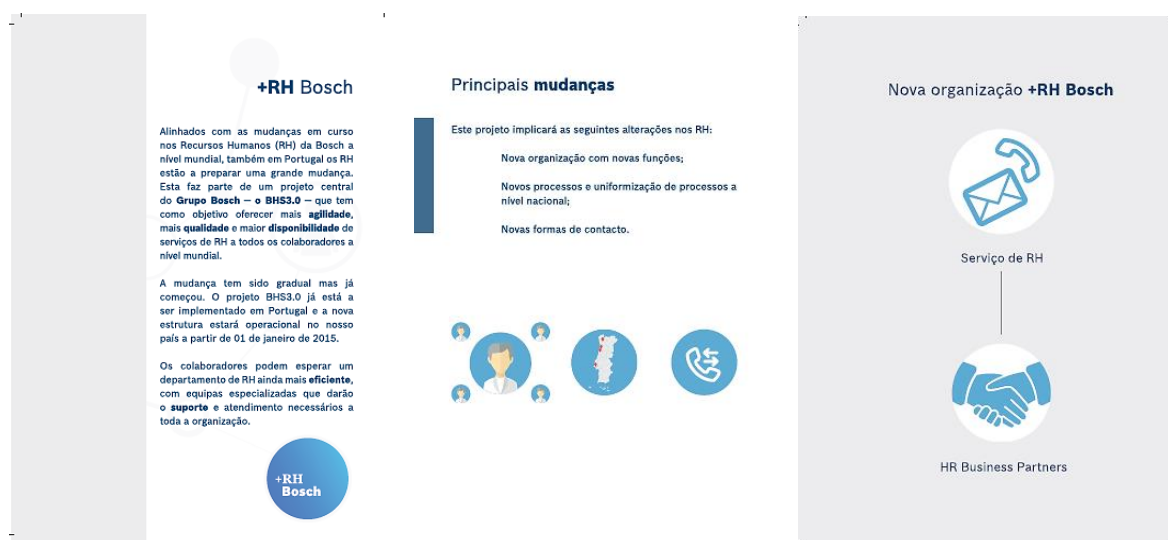 +RH Bosch
Alinhados com as mudanças em curso
nos Recursos Humanos (RH) da Bosch a
nível mundial, também em Portugal os RH
estão a preparar uma grande mudança.
Esta faz parte de um projeto central
do Grupo Bosch – o BHS3.0 – que tem
como objetivo oferecer mais agilidade,
mais qualidade e maior disponibilidade de
serviços de RH a todos os colaboradores a
nível mundial.
A mudança tem sido gradual mas já
começou. O projeto BHS3.0 já está a
ser implementado em Portugal e a nova
estrutura estará operacional no nosso
país a partir de 01 de janeiro de 2015.
Os colaboradores podem esperar um
departamento de RH ainda mais eficiente,
com equipas especializadas que darão
o suporte e atendimento necessários a
toda a organização.
+RH
Bosch
Principais mudanças
Este projeto implicará as seguintes alterações nos RH:
Nova organização com novas funções;
Novos processos e uniformização de processos a
nível nacional;
Novas formas de contacto.
Nova organização +RH Bosch
Serviço de RH
HR Business Partners